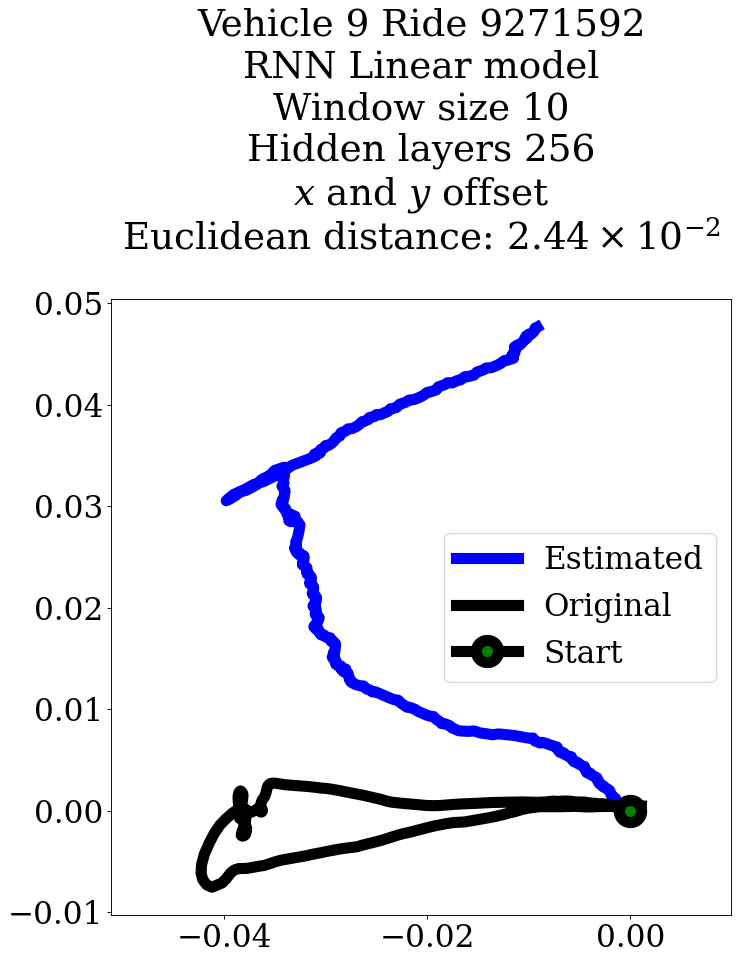 Vehicle 9 Ride 9271592
RNN Linear model
Window size 10
Hidden layers 256
x and y offset
Euclidean distance: 2.44 × 10⁻²
0.05
0.04
0.03
0.02
0.01
0.00
−0.01
Estimated
Original
Start
−0.04
−0.02
0.00